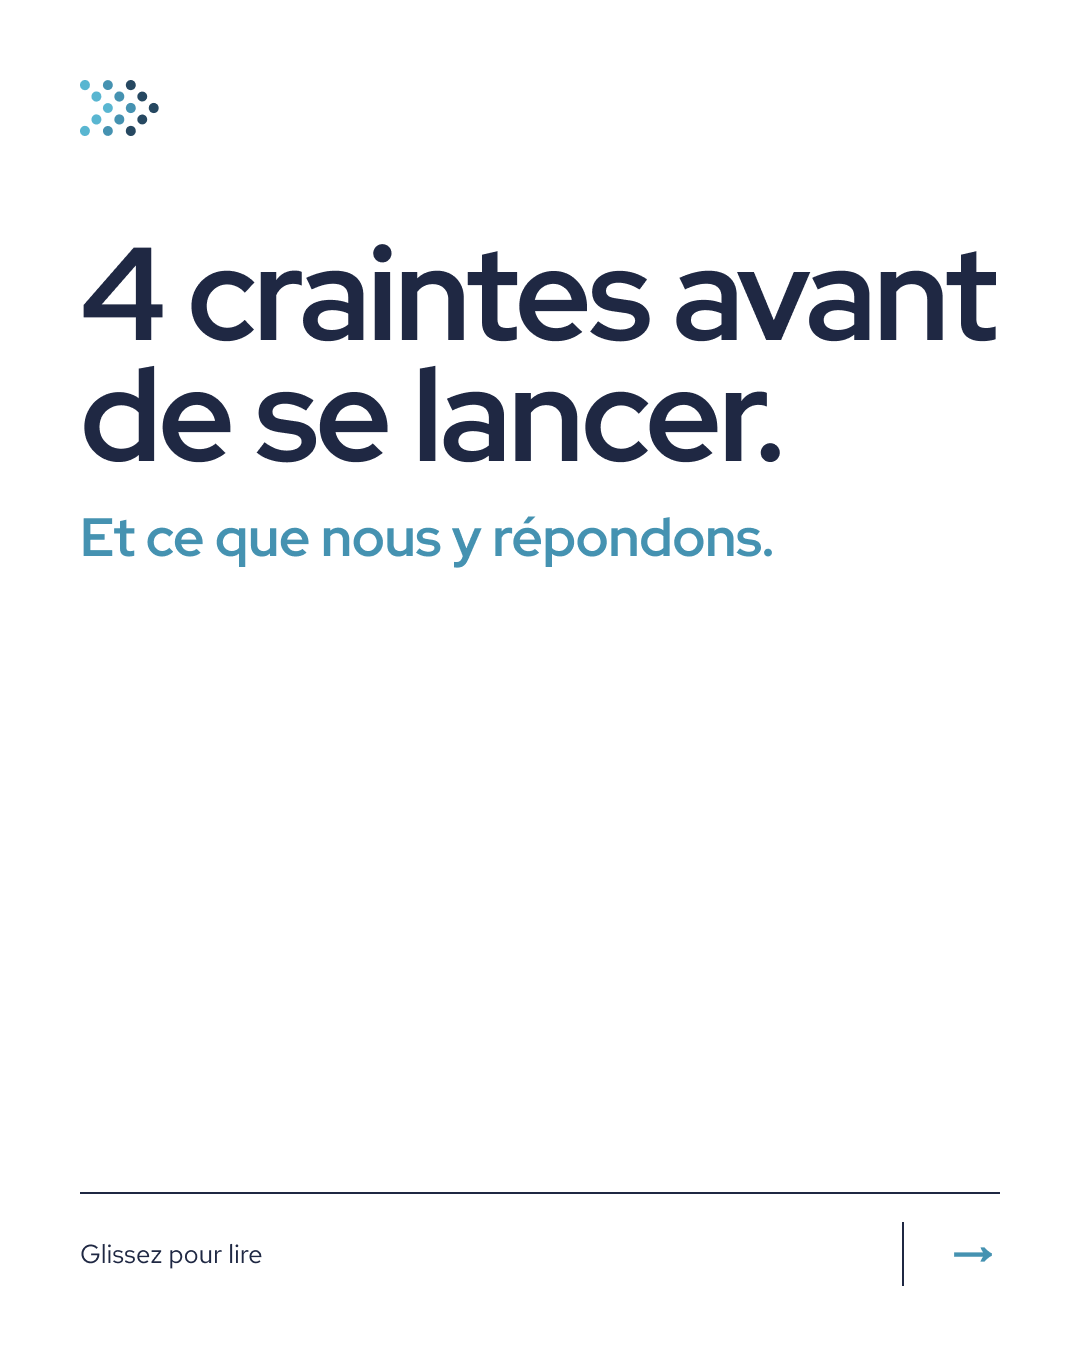 4 craintes avant
de se lancer.
Et ce que nous y répondons.
Glissez pour lire